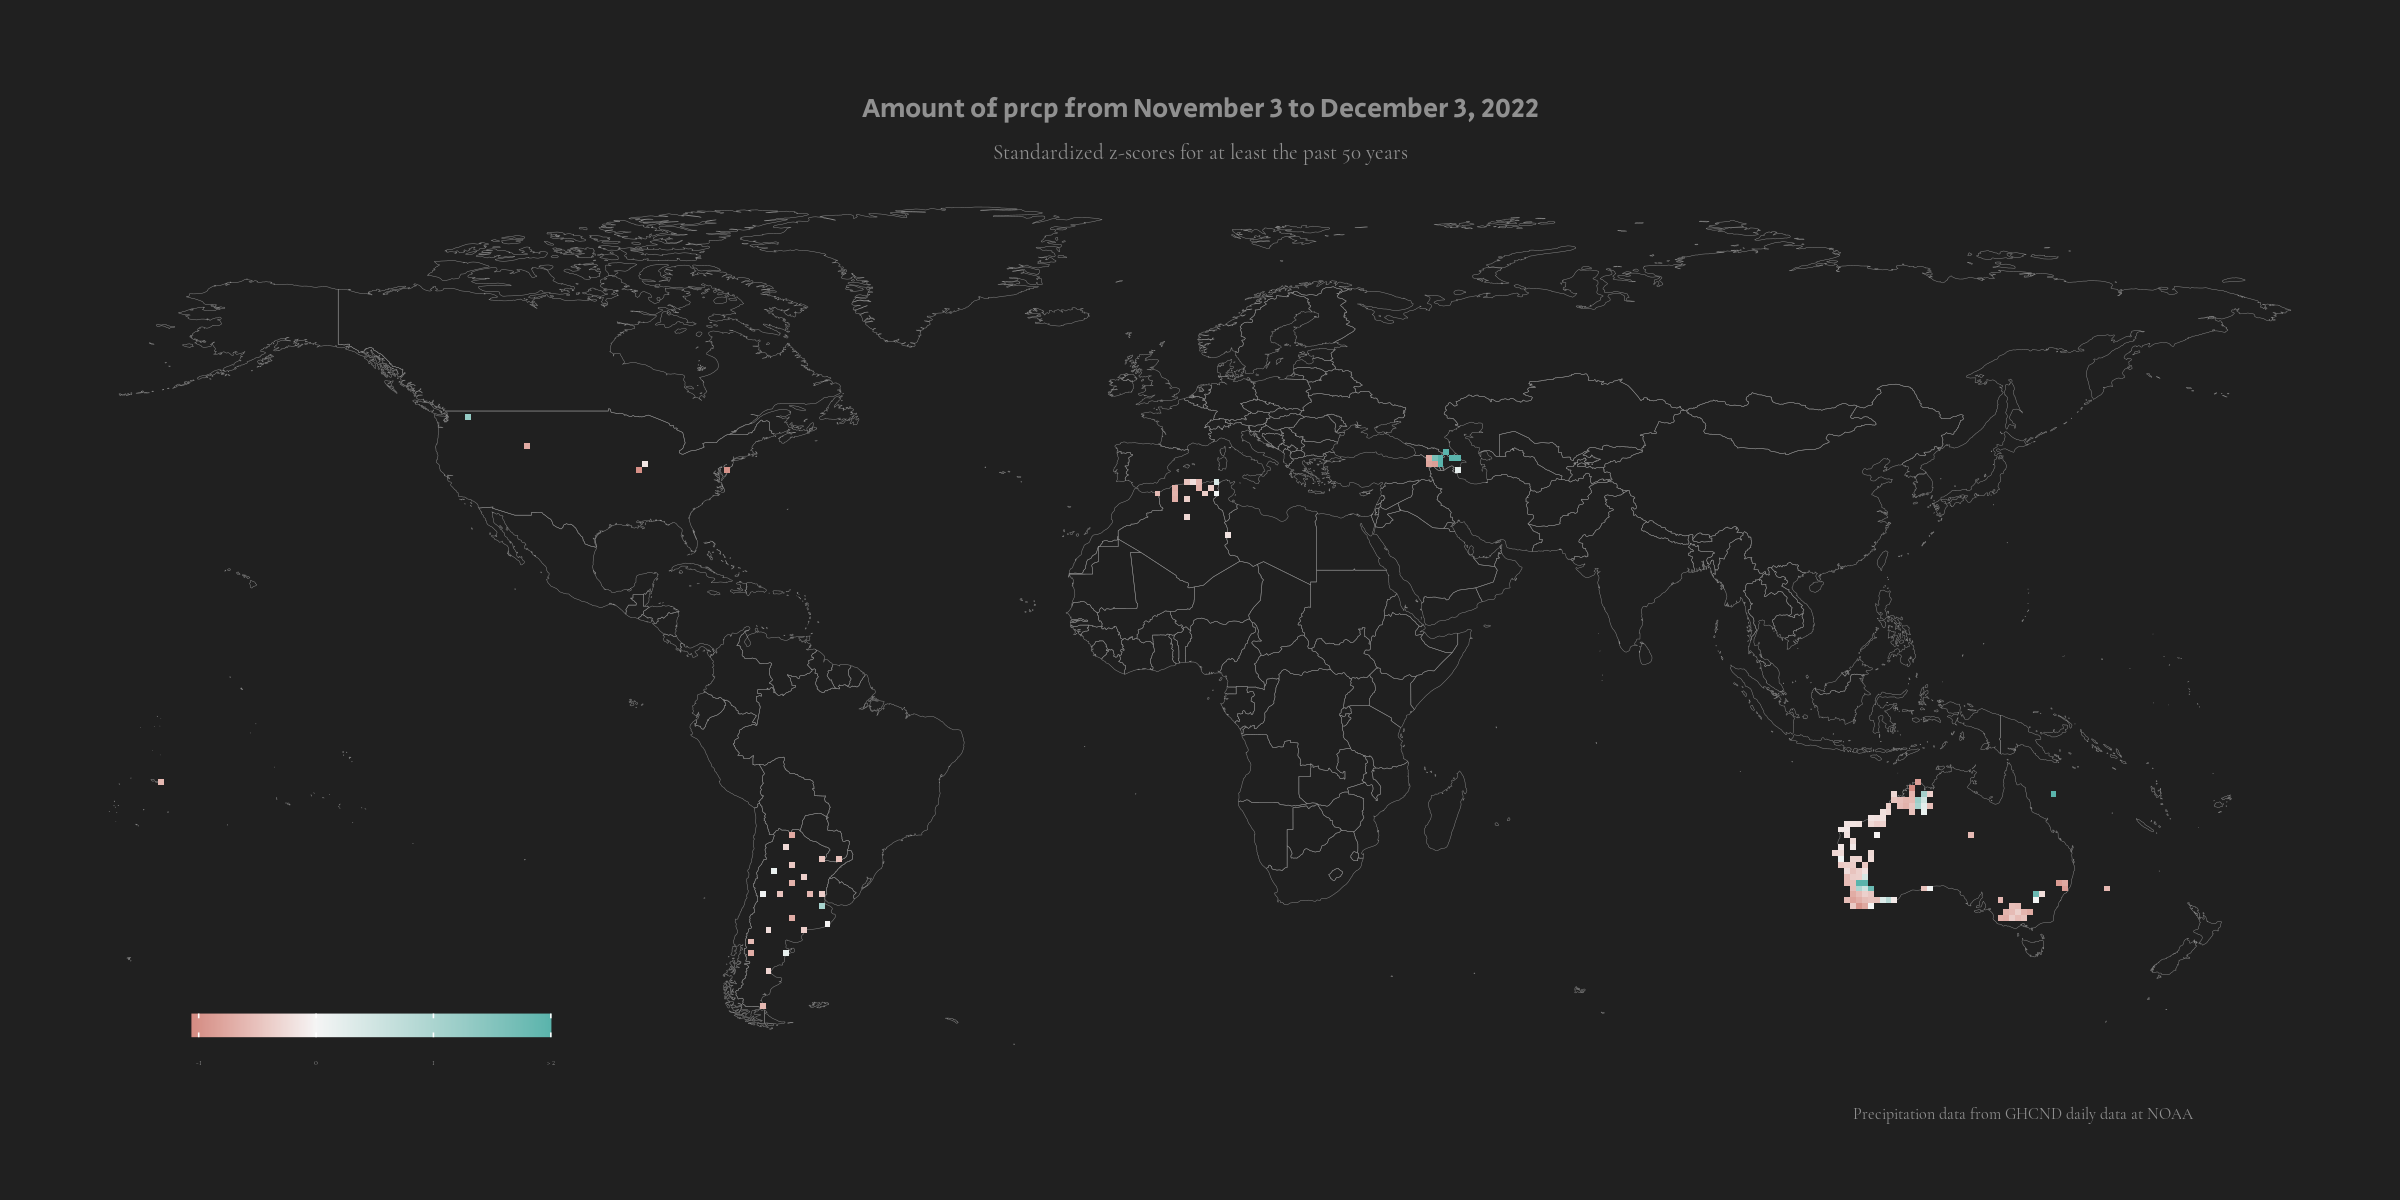 Amount of prcp from November 3 to December 3, 2022
Standardized z-scores for at least the past 50 years
-1 0 1 >2
Precipitation data from GHCND daily data at NOAA